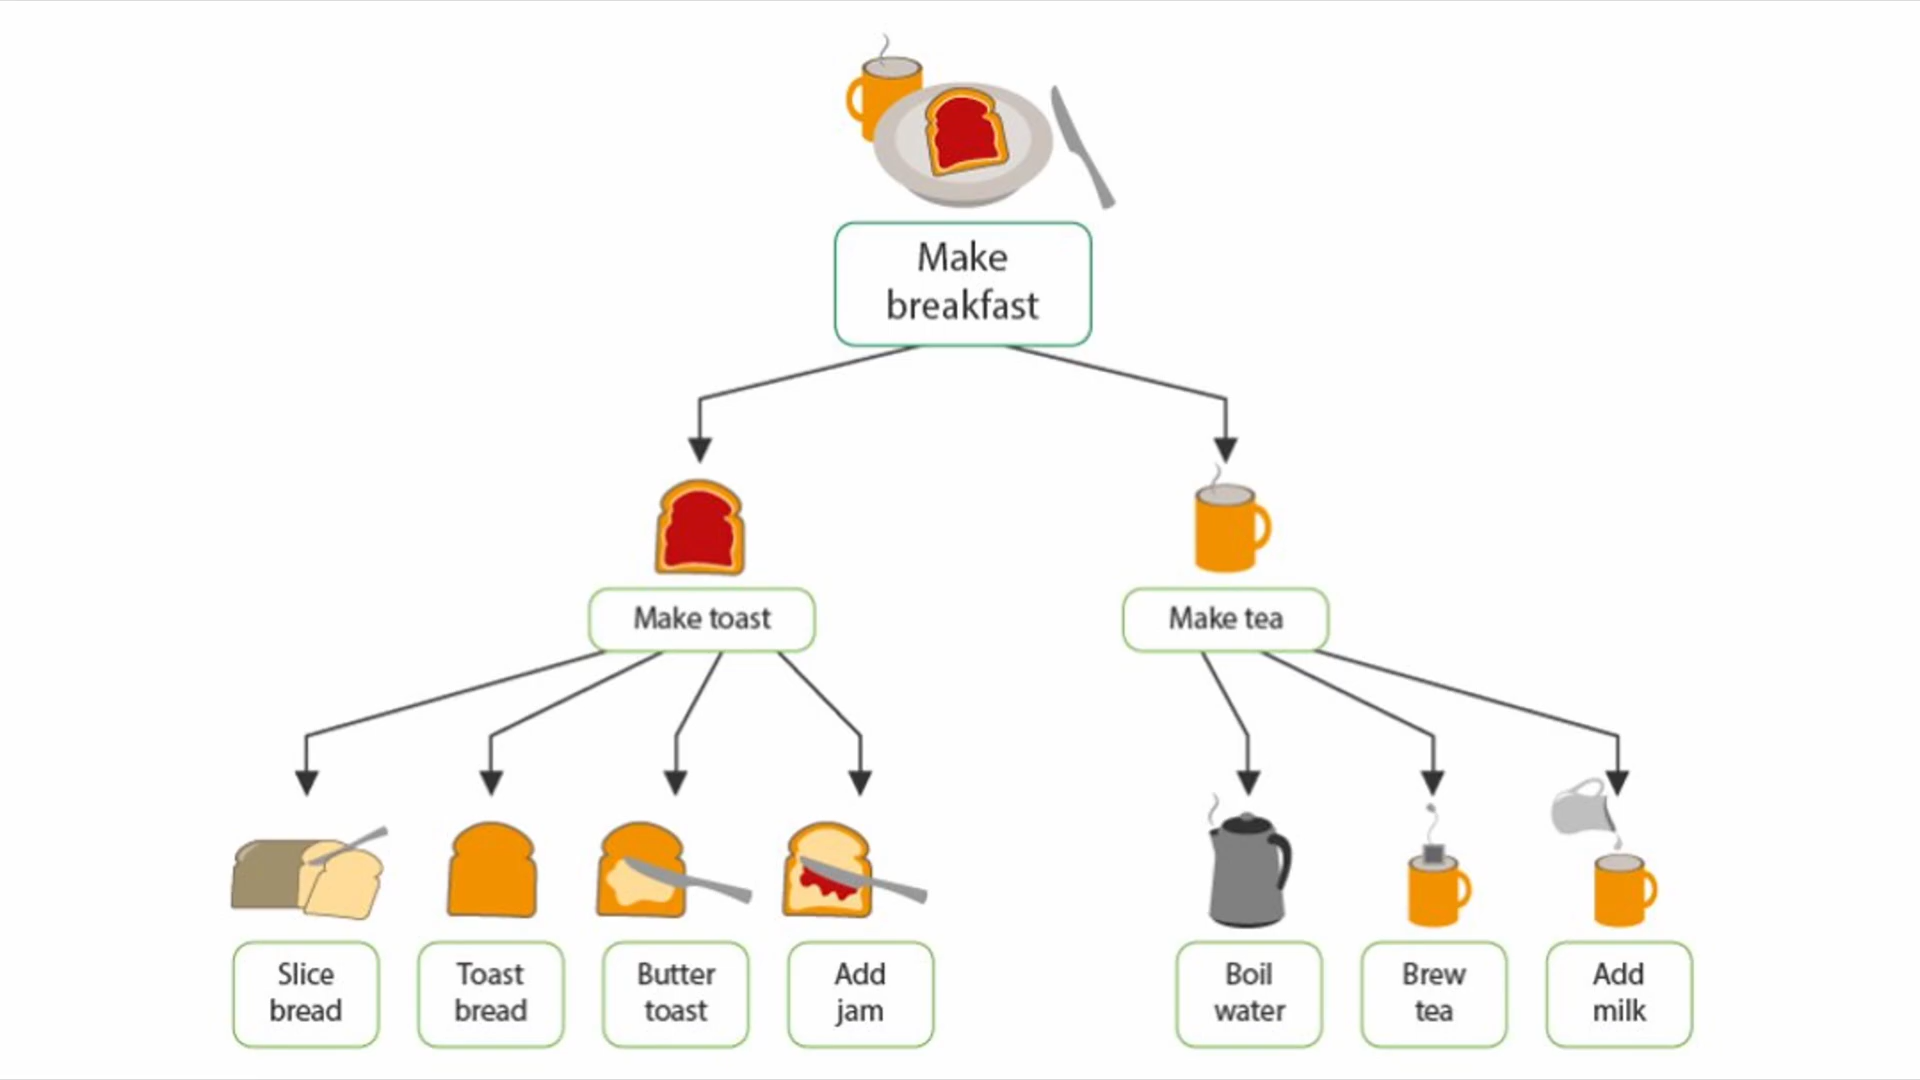 Make
breakfast
Make toast
Make tea
Slice
bread
Toast
bread
Butter
toast
Add
jam
Boil
water
Brew
tea
Add
milk